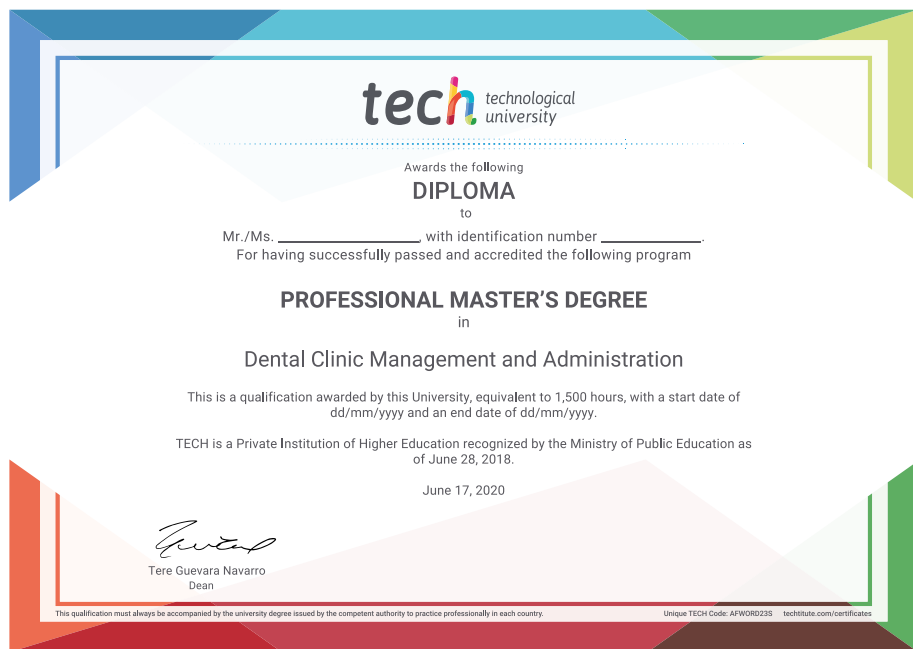 tech technological
university
Awards the following
DIPLOMA
to
Mr./Ms. ____________________, with identification number ______________.
For having successfully passed and accredited the following program
PROFESSIONAL MASTER'S DEGREE
in
Dental Clinic Management and Administration
This is a qualification awarded by this University, equivalent to 1,500 hours, with a start date of
dd/mm/yyyy and an end date of dd/mm/yyyy.
TECH is a Private Institution of Higher Education recognized by the Ministry of Public Education as
of June 28, 2018.
June 17, 2020
Tere Guevara Navarro
Dean
This qualification must always be accompanied by the university degree issued by the competent authority to practice professionally in each country. Unique TECH Code: AFWORD23S techtitute.com/certificates